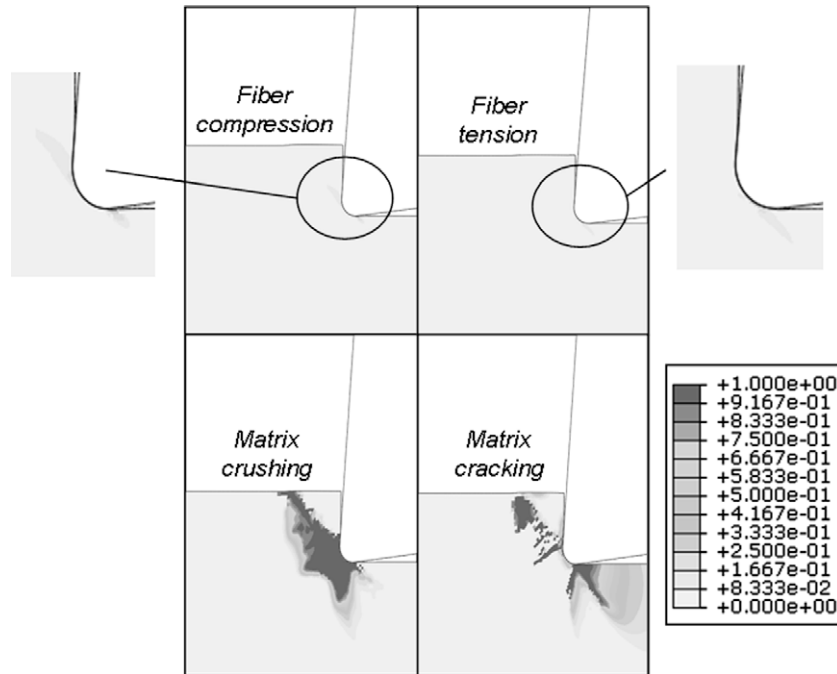 Fiber
compression
Fiber
tension
Matrix
crushing
Matrix
cracking
+1.000e+00
+9.167e-01
+8.333e-01
+7.500e-01
+6.667e-01
+5.833e-01
+5.000e-01
+4.167e-01
+3.333e-01
+2.500e-01
+1.667e-01
+8.333e-02
+0.000e+00